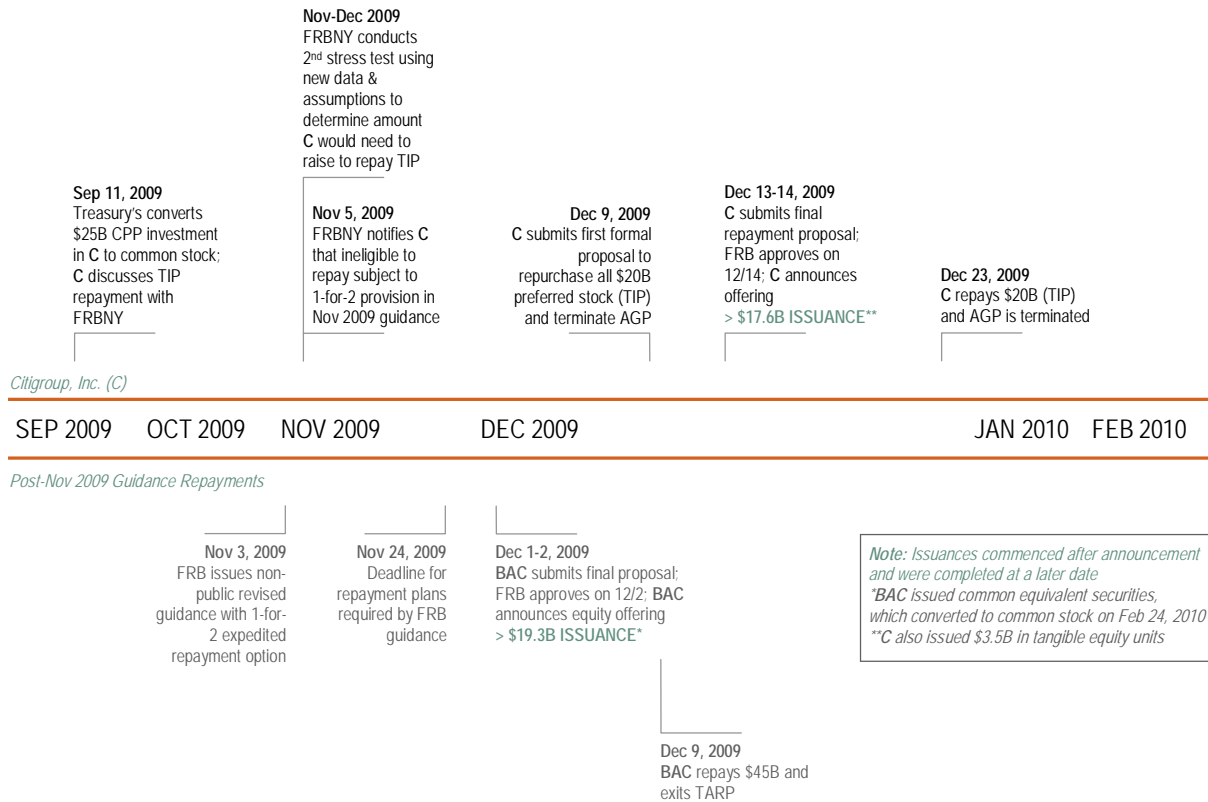 Nov-Dec 2009
FRBNY conducts
2nd stress test using
new data &
assumptions to
determine amount
C would need to
raise to repay TIP
Sep 11, 2009
Treasury's converts
$25B CPP investment
in C to common stock;
C discusses TIP
repayment with
FRBNY
Nov 5, 2009
FRBNY notifies C
that ineligible to
repay subject to
1-for-2 provision in
Nov 2009 guidance
Dec 9, 2009
C submits first formal
proposal to
repurchase all $20B
preferred stock (TIP)
and terminate AGP
Dec 13-14, 2009
C submits final
repayment proposal;
FRB approves on
12/14; C announces
offering
> $17.6B ISSUANCE**
Dec 23, 2009
C repays $20B (TIP)
and AGP is terminated
Citigroup, Inc. (C)
SEP 2009 OCT 2009 NOV 2009 DEC 2009 JAN 2010 FEB 2010
Post-Nov 2009 Guidance Repayments
Nov 3, 2009
FRB issues non-
public revised
guidance with 1-for-
2 expedited
repayment option
Nov 24, 2009
Deadline for
repayment plans
required by FRB
guidance
Dec 1-2, 2009
BAC submits final proposal;
FRB approves on 12/2; BAC
announces equity offering
> $19.3B ISSUANCE*
Note: Issuances commenced after announcement
and were completed at a later date
*BAC issued common equivalent securities,
which converted to common stock on Feb 24, 2010
**C also issued $3.5B in tangible equity units
Dec 9, 2009
BAC repays $45B and
exits TARP